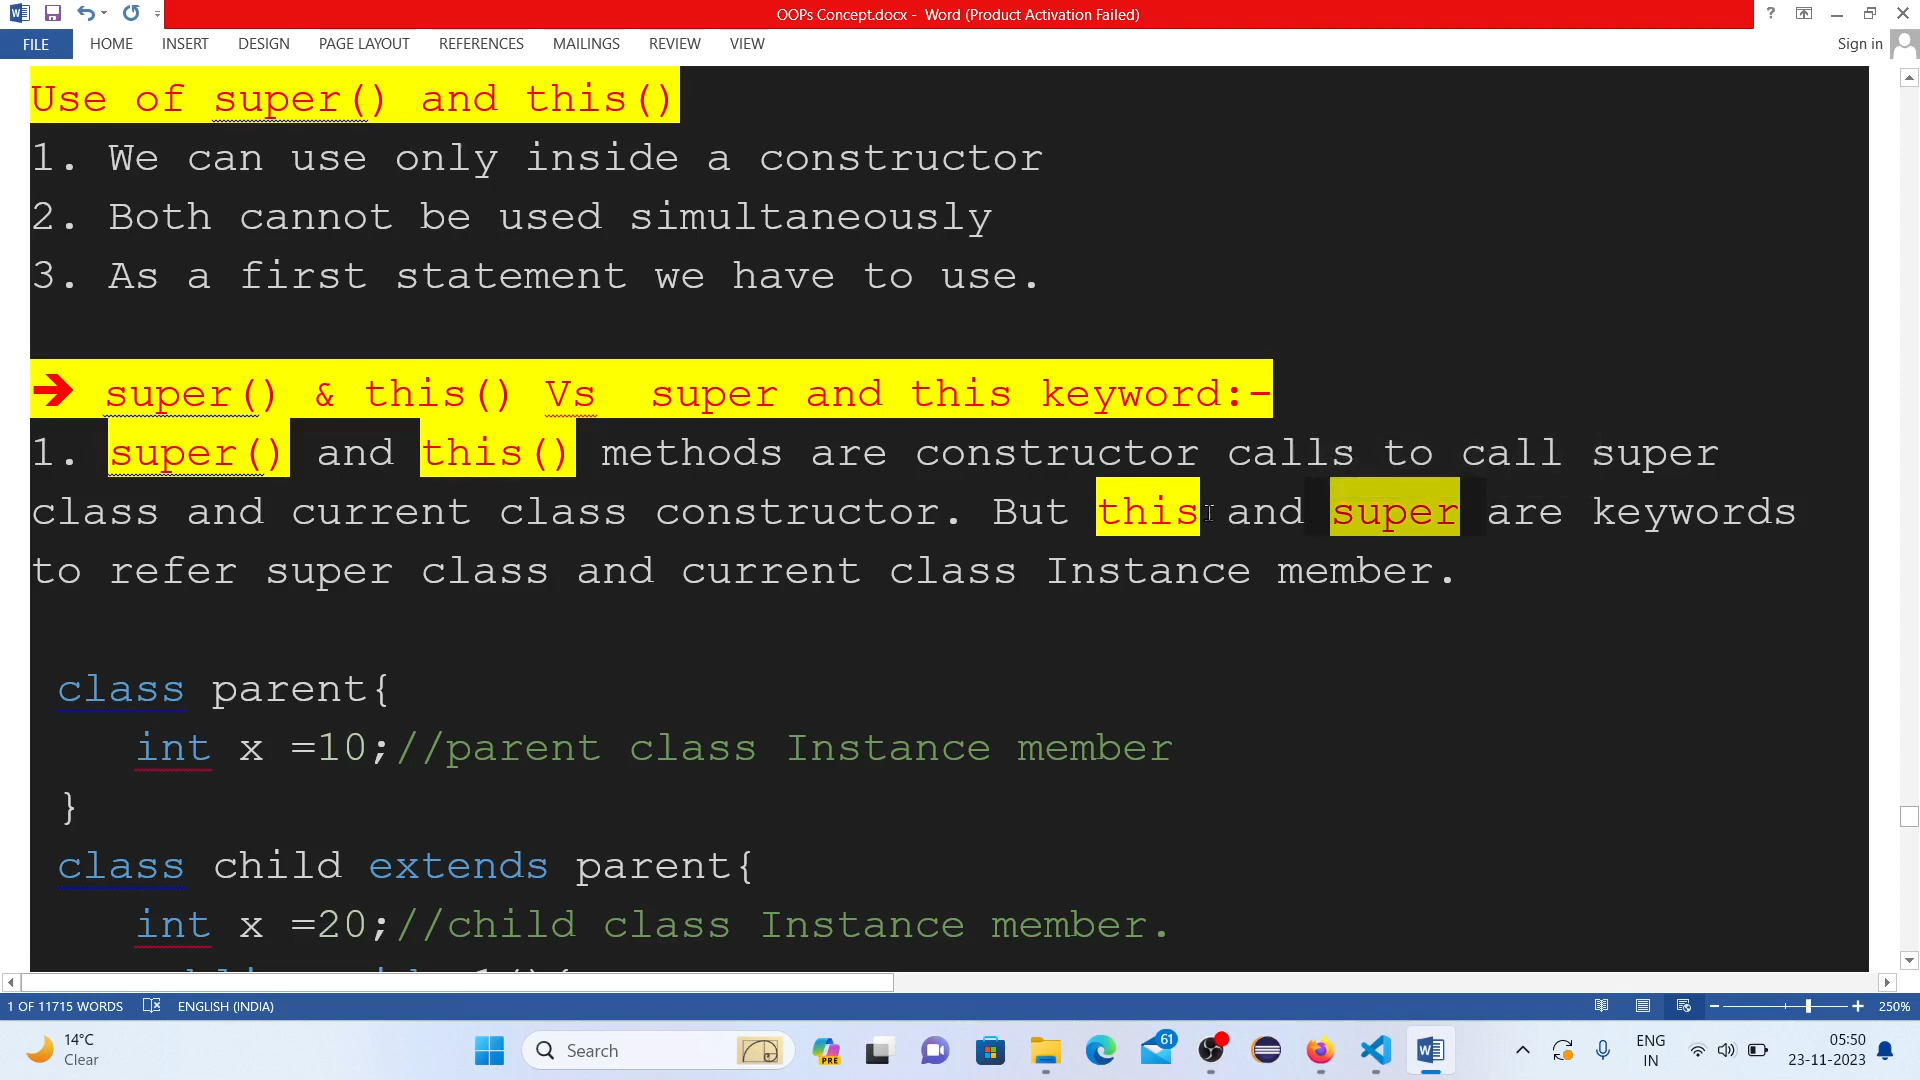 OOPs Concept.docx - Word (Product Activation Failed)
FILE HOME INSERT DESIGN PAGE LAYOUT REFERENCES MAILINGS REVIEW VIEW Sign in
Use of super() and this()
1. We can use only inside a constructor
2. Both cannot be used simultaneously
3. As a first statement we have to use.
➔ super() & this() Vs super and this keyword:-
1. super() and this() methods are constructor calls to call super
class and current class constructor. But this and super are keywords
to refer super class and current class Instance member.
class parent{
int x =10;//parent class Instance member
}
class child extends parent{
int x =20;//child class Instance member.
1 OF 11715 WORDS ENGLISH (INDIA) 250%
14°C
Clear
Search
PRE
61
ENG
IN
05:50
23-11-2023